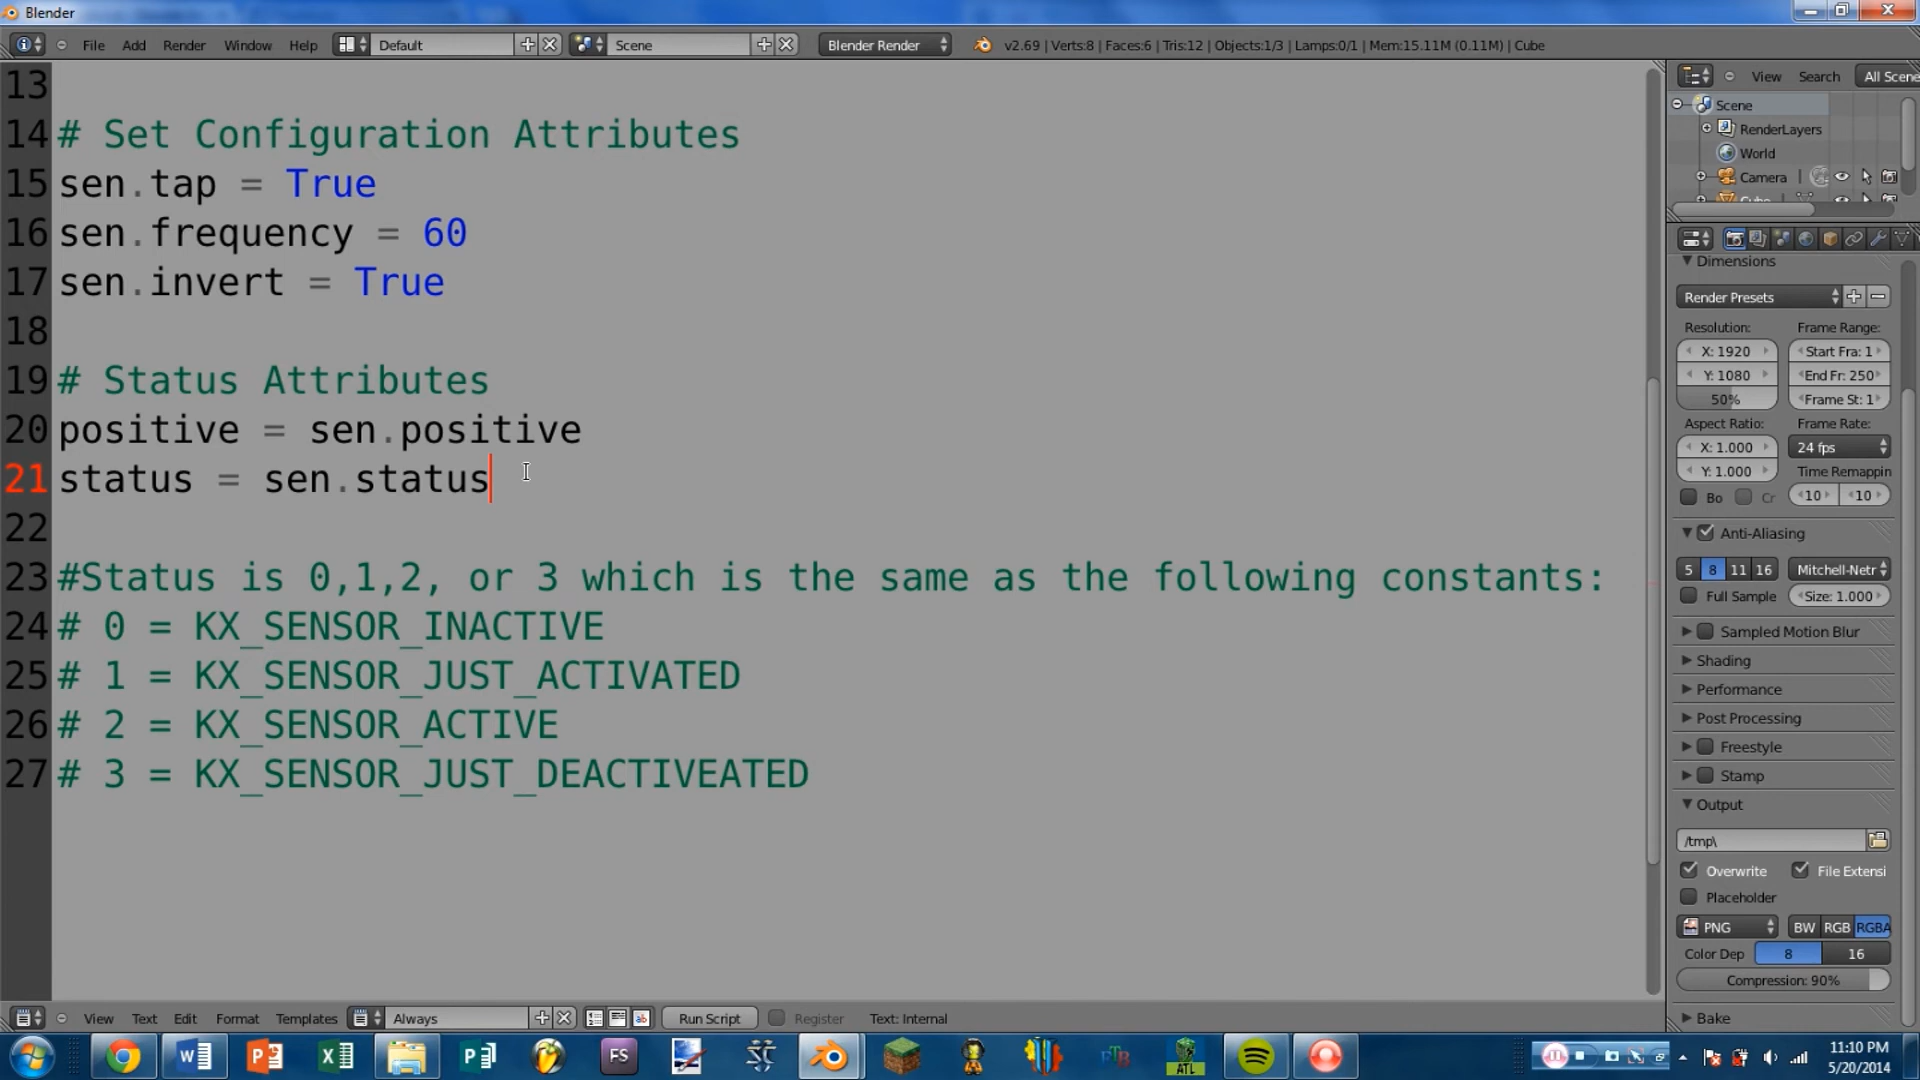 Blender
File Add Render Window Help Default Scene Blender Render v2.69 | Verts:8 | Faces:6 | Tris:12 | Objects:1/3 | Lamps:0/1 | Mem:15.11M (0.11M) | Cube
13
14 # Set Configuration Attributes
15 sen.tap = True
16 sen.frequency = 60
17 sen.invert = True
18
19 # Status Attributes
20 positive = sen.positive
21 status = sen.status
22
23 #Status is 0,1,2, or 3 which is the same as the following constants:
24 # 0 = KX_SENSOR_INACTIVE
25 # 1 = KX_SENSOR_JUST_ACTIVATED
26 # 2 = KX_SENSOR_ACTIVE
27 # 3 = KX_SENSOR_JUST_DEACTIVEATED
View Search All Scene
Scene
RenderLayers
World
Camera
Cube
Dimensions
Render Presets
Resolution: Frame Range:
X: 1920 Start Fra: 1
Y: 1080 End Fr: 250
50% Frame St: 1
Aspect Ratio: Frame Rate:
X: 1.000 24 fps
Y: 1.000 Time Remappin
Bo Cr 10 10
Anti-Aliasing
5 8 11 16 Mitchell-Netr
Full Sample Size: 1.000
Sampled Motion Blur
Shading
Performance
Post Processing
Freestyle
Stamp
Output
/tmp\
Overwrite File Extensi
Placeholder
PNG BW RGB RGBA
Color Dep 8 16
Compression: 90%
Bake
View Text Edit Format Templates Always Run Script Register Text: Internal
FS ATL 11:10 PM
5/20/2014